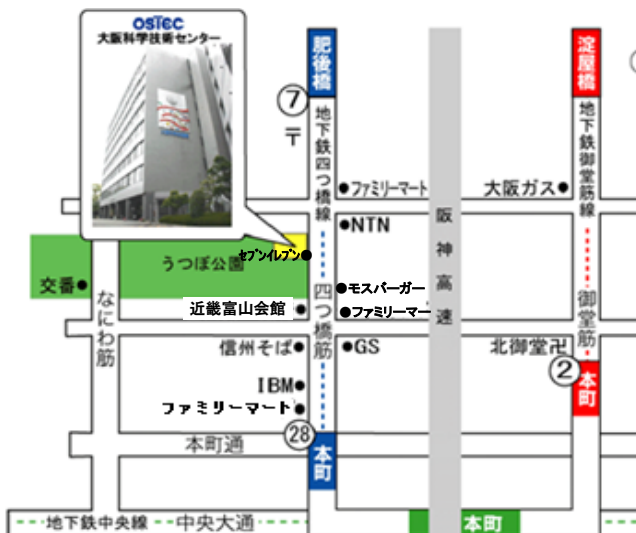 OSTEC
大阪科学技術センター
肥後橋
淀屋橋
⑦
〒
地下鉄四つ橋線
地下鉄御堂筋線
ファミリーマート
大阪ガス
NTN
阪神高速
うつぼ公園
セブンイレブン
交番
モスバーガー
近畿富山会館
ファミリーマー
なにわ筋
四つ橋筋
御堂筋
信州そば
GS
北御堂卍
②
IBM
本町
ファミリーマート
㉘
本町通
本町
地下鉄中央線
中央大通
本町